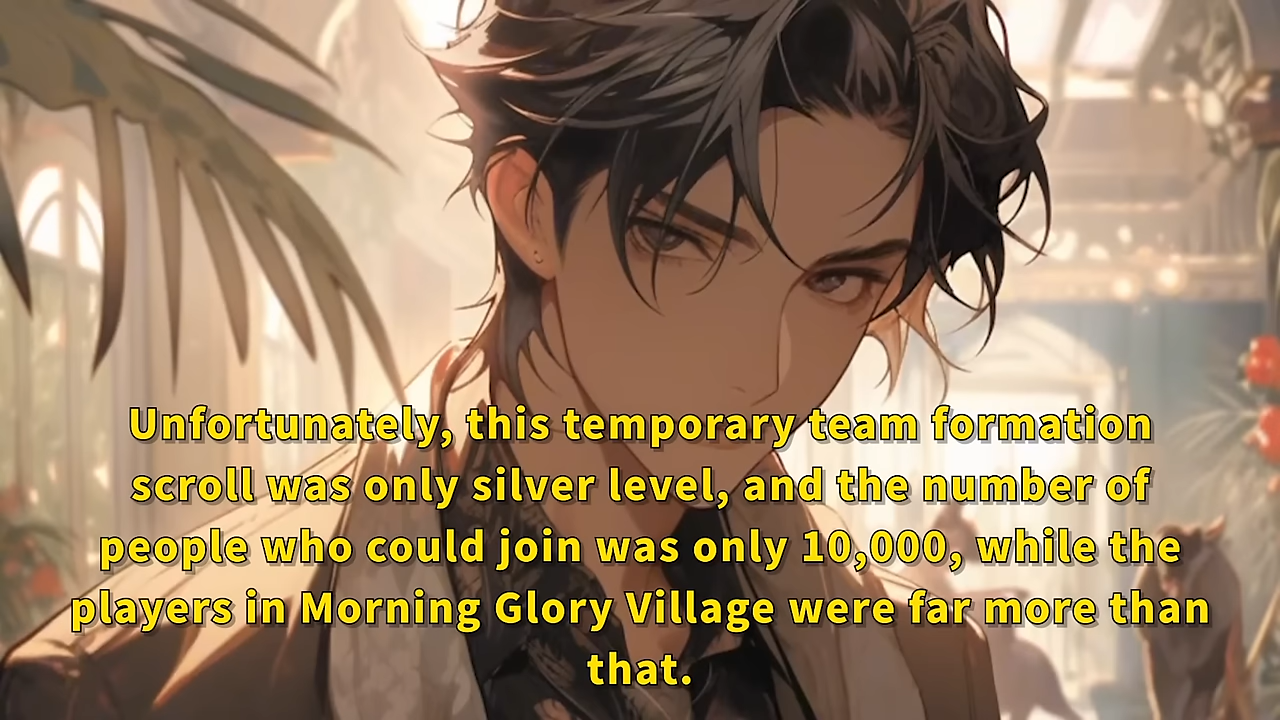 Unfortunately, this temporary team formation
scroll was only silver level, and the number of
people who could join was only 10,000, while the
players in Morning Glory Village were far more than
that.